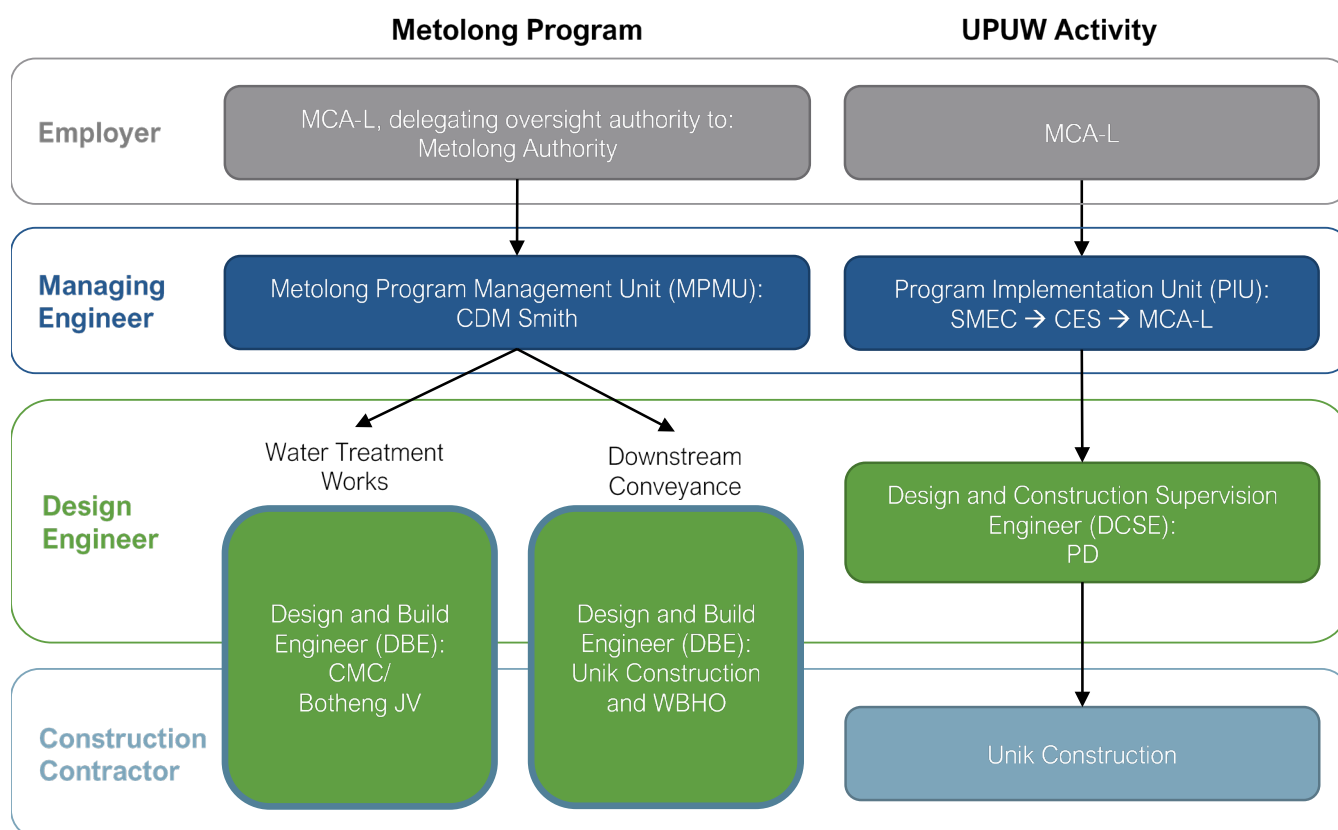 Metolong Program
UPUW Activity
Employer
MCA-L, delegating oversight authority to:
Metolong Authority
MCA-L
Managing
Engineer
Metolong Program Management Unit (MPMU):
CDM Smith
Program Implementation Unit (PIU):
SMEC → CES → MCA-L
Design
Engineer
Water Treatment
Works
Downstream
Conveyance
Design and Build
Engineer (DBE):
CMC/
Botheng JV
Design and Build
Engineer (DBE):
Unik Construction
and WBHO
Design and Construction Supervision
Engineer (DCSE):
PD
Construction
Contractor
Unik Construction